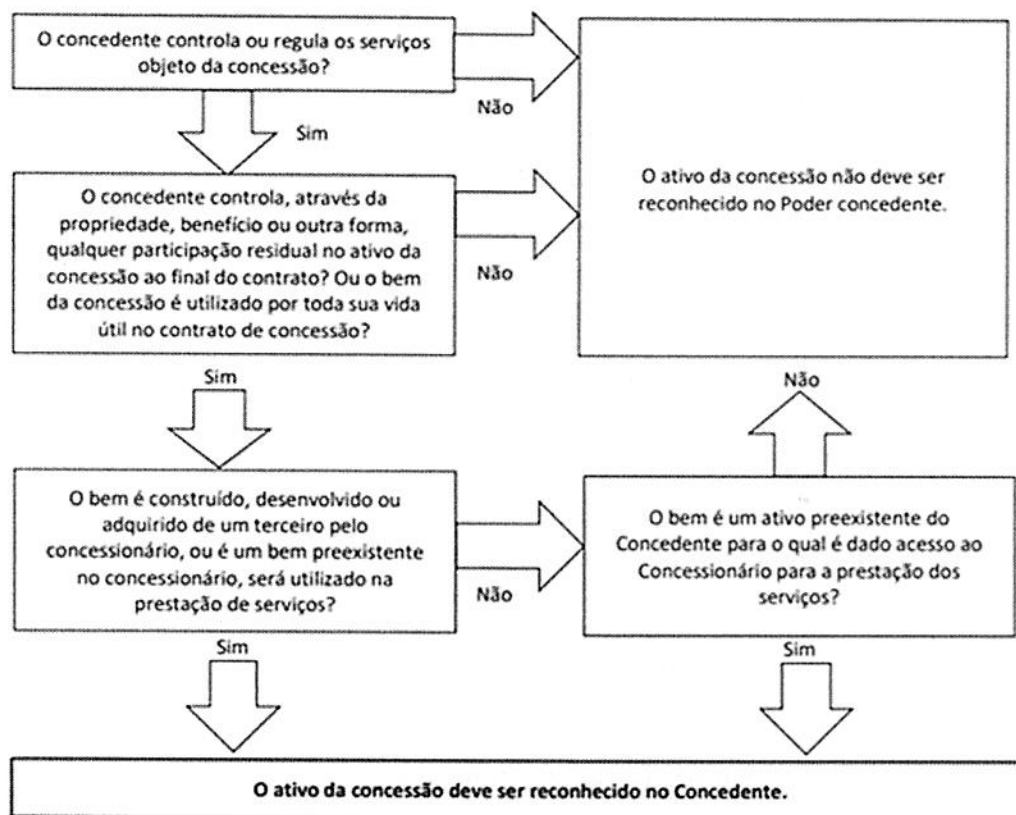 O concedente controla ou regula os serviços
objeto da concessão?
Não
Sim
O ativo da concessão não deve ser
reconhecido no Poder concedente.
O concedente controla, através da
propriedade, benefício ou outra forma,
qualquer participação residual no ativo da
concessão ao final do contrato? Ou o bem
da concessão é utilizado por toda sua vida
útil no contrato de concessão?
Não
Sim
Não
O bem é construído, desenvolvido ou
adquirido de um terceiro pelo
concessionário, ou é um bem preexistente
no concessionário, será utilizado na
prestação de serviços?
Não
O bem é um ativo preexistente do
Concedente para o qual é dado acesso ao
Concessionário para a prestação dos
serviços?
Sim
Sim
O ativo da concessão deve ser reconhecido no Concedente.